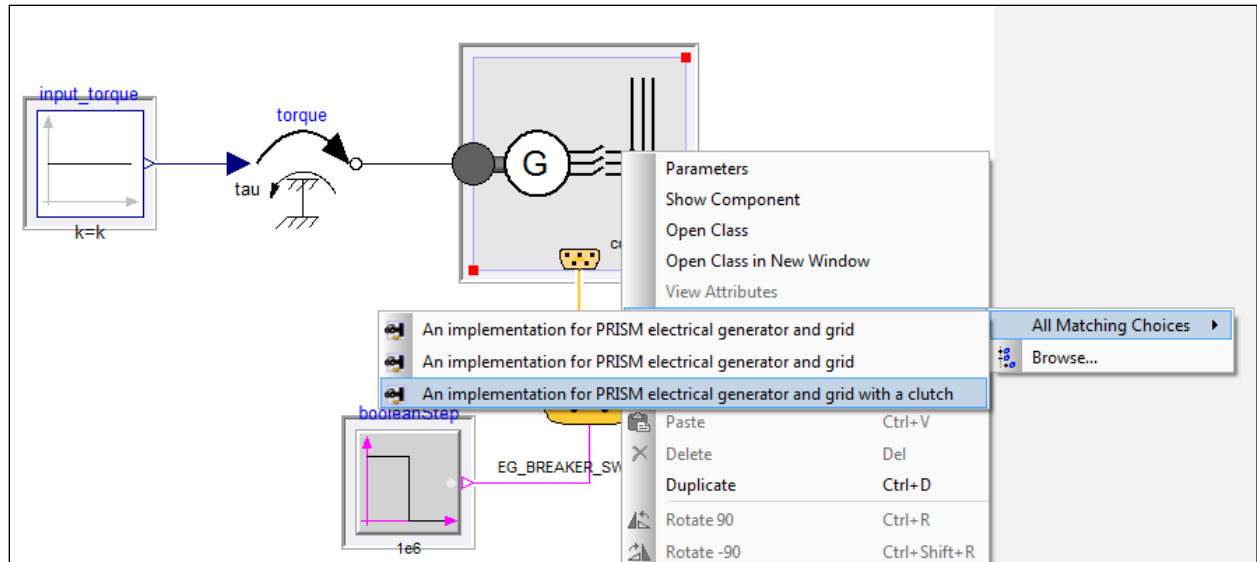 input_torque
k=k
torque
tau
G
Parameters
Show Component
Open Class
Open Class in New Window
View Attributes
All Matching Choices
Browse...
An implementation for PRISM electrical generator and grid
An implementation for PRISM electrical generator and grid
An implementation for PRISM electrical generator and grid with a clutch
booleanStep
1e6
EG_BREAKER_SW
Paste Ctrl+V
Delete Del
Duplicate Ctrl+D
Rotate 90 Ctrl+R
Rotate -90 Ctrl+Shift+R